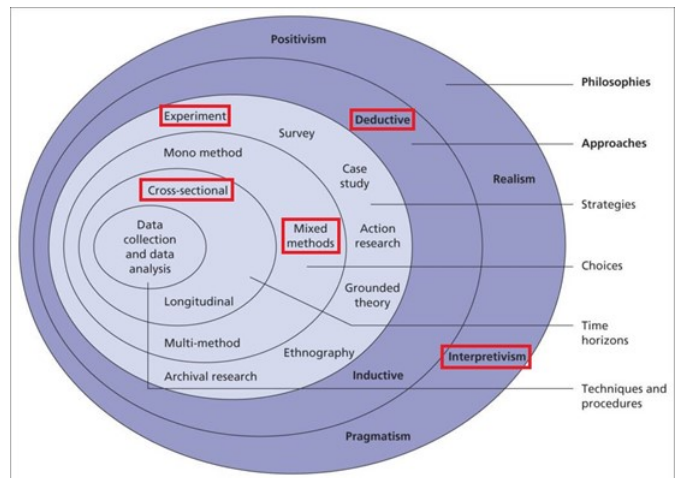 Positivism
Philosophies
Experiment
Deductive
Survey
Approaches
Mono method
Case
study
Realism
Cross-sectional
Strategies
Data
collection
and data
analysis
Mixed
methods
Action
research
Choices
Grounded
theory
Longitudinal
Time
horizons
Multi-method
Ethnography
Interpretivism
Archival research
Inductive
Techniques and
procedures
Pragmatism